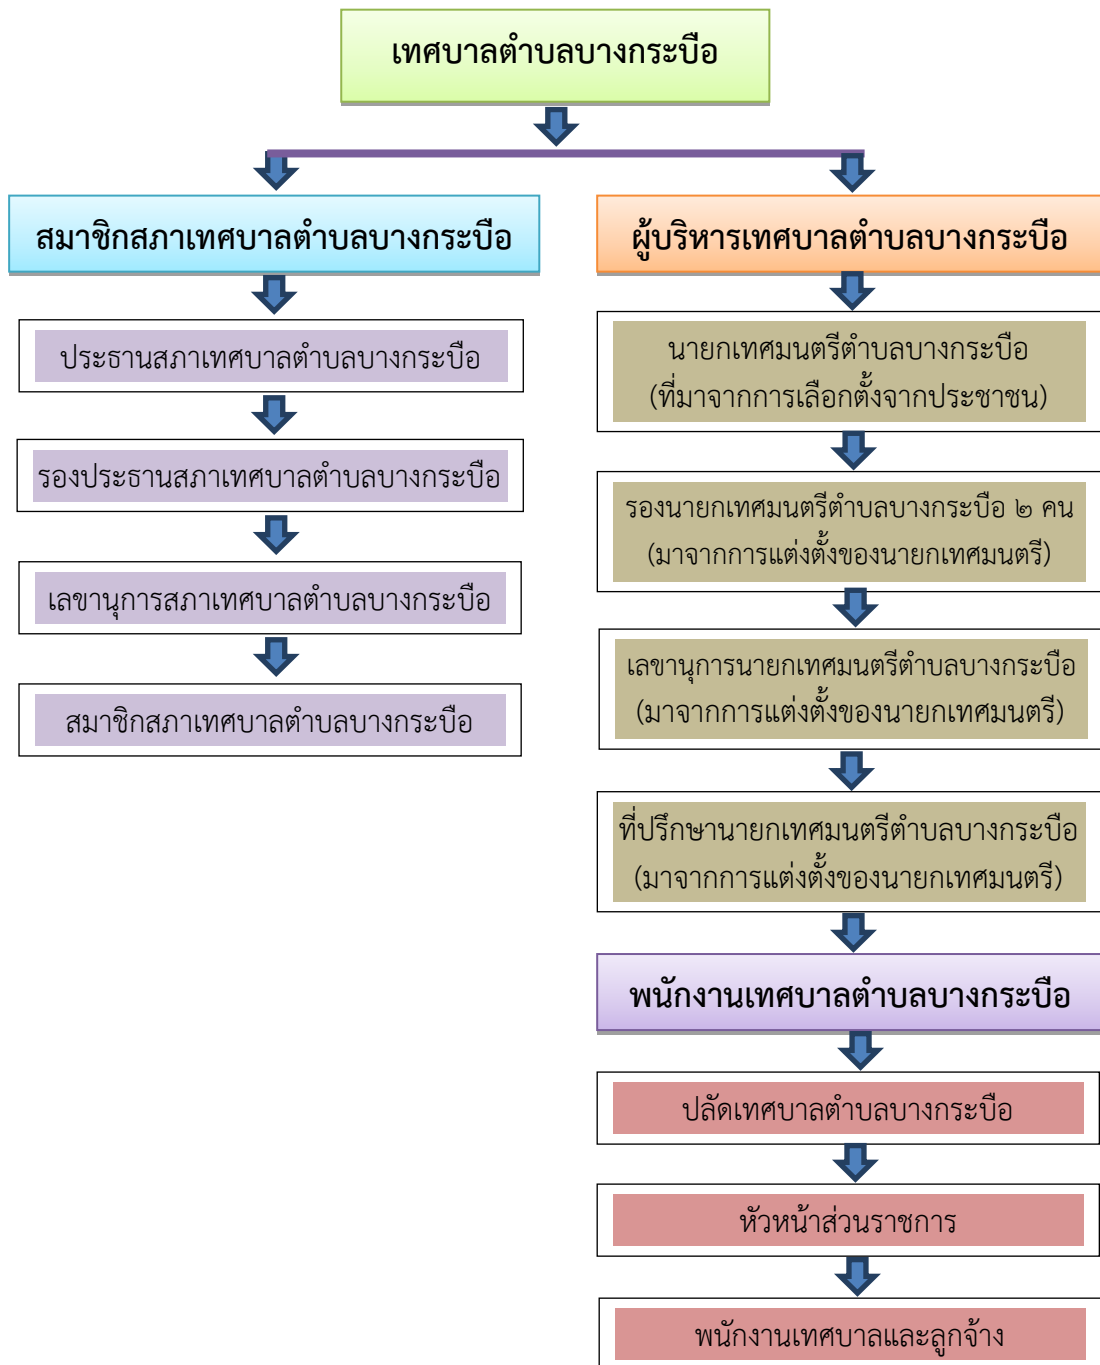 เทศบาลตำบลบางกระบือ
สมาชิกสภาเทศบาลตำบลบางกระบือ
ประธานสภาเทศบาลตำบลบางกระบือ
รองประธานสภาเทศบาลตำบลบางกระบือ
เลขานุการสภาเทศบาลตำบลบางกระบือ
สมาชิกสภาเทศบาลตำบลบางกระบือ
ผู้บริหารเทศบาลตำบลบางกระบือ
นายกเทศมนตรีตำบลบางกระบือ
(ที่มาจากการเลือกตั้งจากประชาชน)
รองนายกเทศมนตรีตำบลบางกระบือ ๒ คน
(มาจากการแต่งตั้งของนายกเทศมนตรี)
เลขานุการนายกเทศมนตรีตำบลบางกระบือ
(มาจากการแต่งตั้งของนายกเทศมนตรี)
ที่ปรึกษานายกเทศมนตรีตำบลบางกระบือ
(มาจากการแต่งตั้งของนายกเทศมนตรี)
พนักงานเทศบาลตำบลบางกระบือ
ปลัดเทศบาลตำบลบางกระบือ
หัวหน้าส่วนราชการ
พนักงานเทศบาลและลูกจ้าง